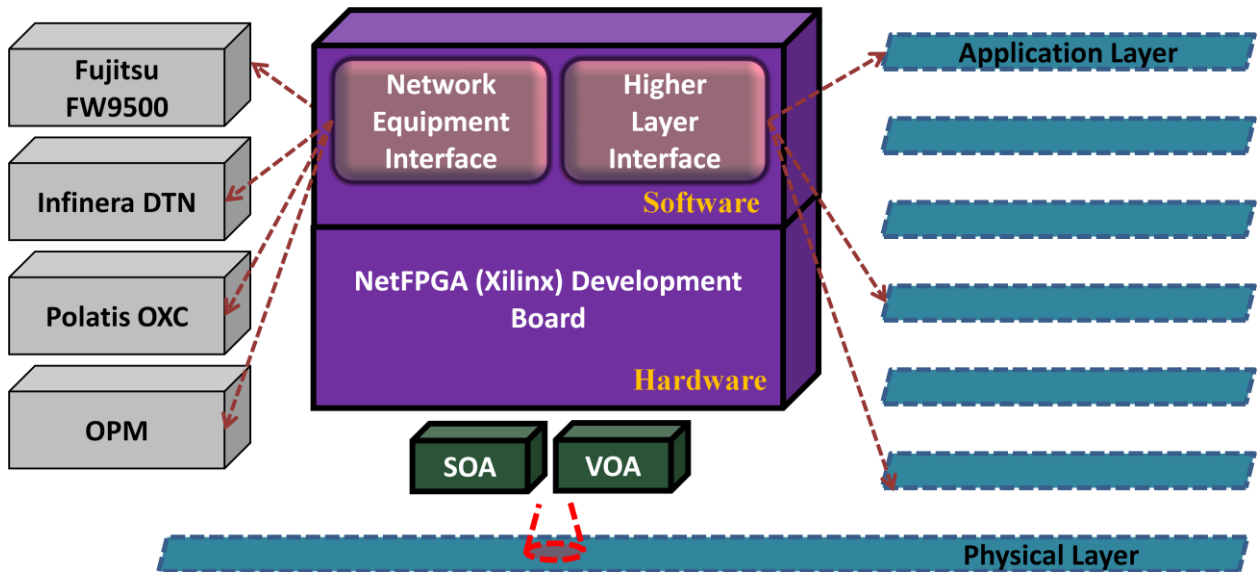 Fujitsu
FW9500
Infinera DTN
Polatis OXC
OPM
Network
Equipment
Interface
Higher
Layer
Interface
Software
NetFPGA (Xilinx) Development
Board
Hardware
SOA
VOA
Application Layer
Physical Layer